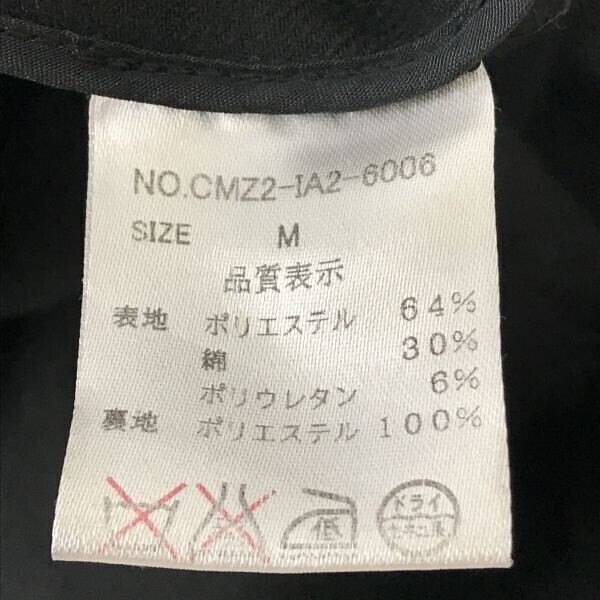 NO.CMZ2-IA2-6006
SIZE M
品質表示
表地 ポリエステル 64%
綿 30%
ポリウレタン 6%
裏地 ポリエステル 100%
低 ドライ